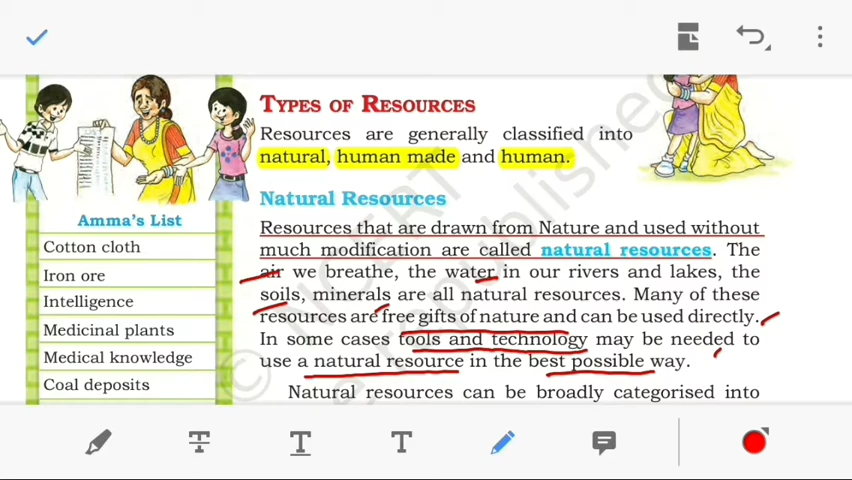 TYPES OF RESOURCES
Resources are generally classified into
natural, human made and human.
Natural Resources
Resources that are drawn from Nature and used without
much modification are called natural resources. The
air we breathe, the water in our rivers and lakes, the
soils, minerals are all natural resources. Many of these
resources are free gifts of nature and can be used directly.
In some cases tools and technology may be needed to
use a natural resource in the best possible way.
Natural resources can be broadly categorised into
Amma's List
Cotton cloth
Iron ore
Intelligence
Medicinal plants
Medical knowledge
Coal deposits
© NCERT
republished
T
T
T